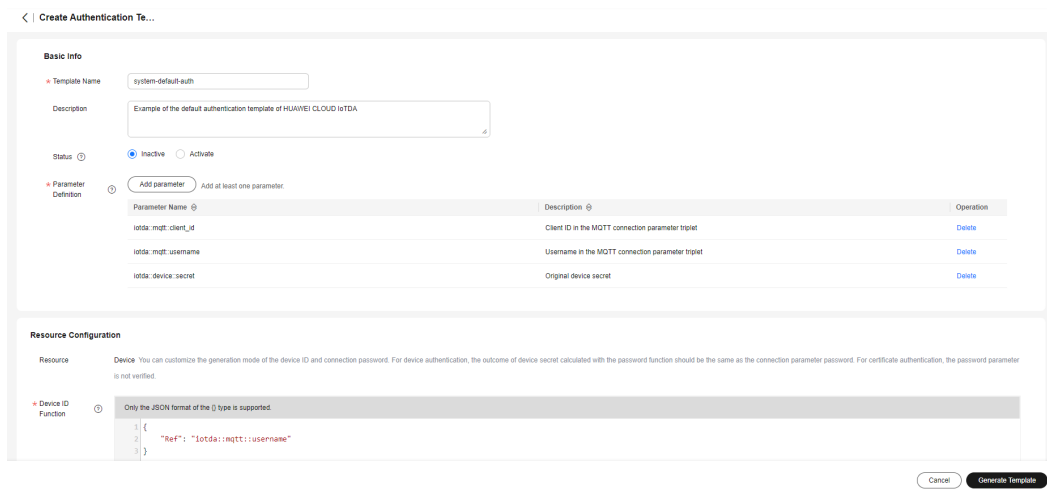 Create Authentication Te...
Basic Info
* Template Name
system-default-auth
Description
Example of the default authentication template of HUAWEI CLOUD IoTDA
Status
Inactive
Activate
* Parameter Definition
Add parameter
Add at least one parameter.
Parameter Name
Description
Operation
iotda::mqtt::client_id
Client ID in the MQTT connection parameter triplet
Delete
iotda::mqtt::username
Username in the MQTT connection parameter triplet
Delete
iotda::device::secret
Original device secret
Delete
Resource Configuration
Resource
Device You can customize the generation mode of the device ID and connection password. For device authentication, the outcome of device secret calculated with the password function should be the same as the connection parameter password. For certificate authentication, the password parameter
is not verified.
* Device ID
Function
Only the JSON format of the {} type is supported.
1 {
2 "Ref": "iotda::mqtt::username"
3 }
Cancel
Generate Template